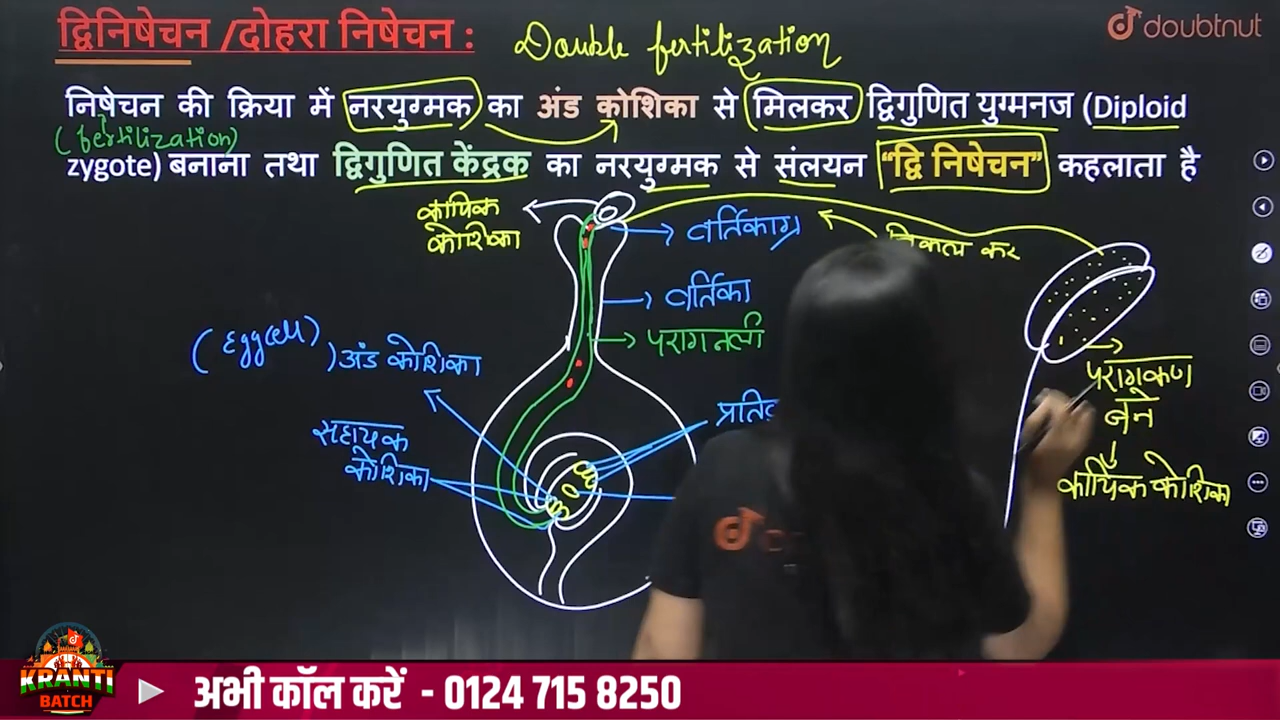 द्विनिषेचन /दोहरा निषेचन :
Double fertilization
doubtnut
निषेचन की क्रिया में नरयुग्मक का अंड कोशिका से मिलकर द्विगुणित युग्मनज (Diploid
(fertilization)
zygote) बनाना तथा द्विगुणित केंद्रक का नरयुग्मक से संलयन "द्वि निषेचन" कहलाता है
कायिक
कोशिका
वर्तिकाग्र
कर
वर्तिका
परागनली
(Egg cell)
अंड कोशिका
परागकण
जनन
कायिक कोशिका
सहायक
कोशिका
KRANTI
BATCH
अभी कॉल करें - 0124 715 8250